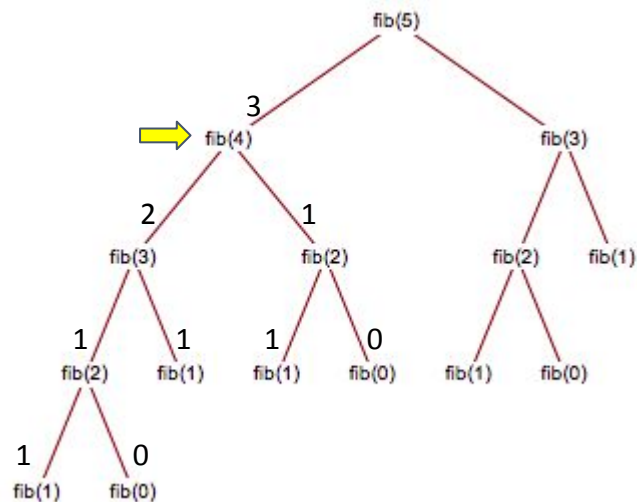 fib(5)
3
fib(4) fib(3)
2 1
fib(3) fib(2) fib(2) fib(1)
1 1 1 0
fib(2) fib(1) fib(1) fib(0) fib(1) fib(0)
1 0
fib(1) fib(0)